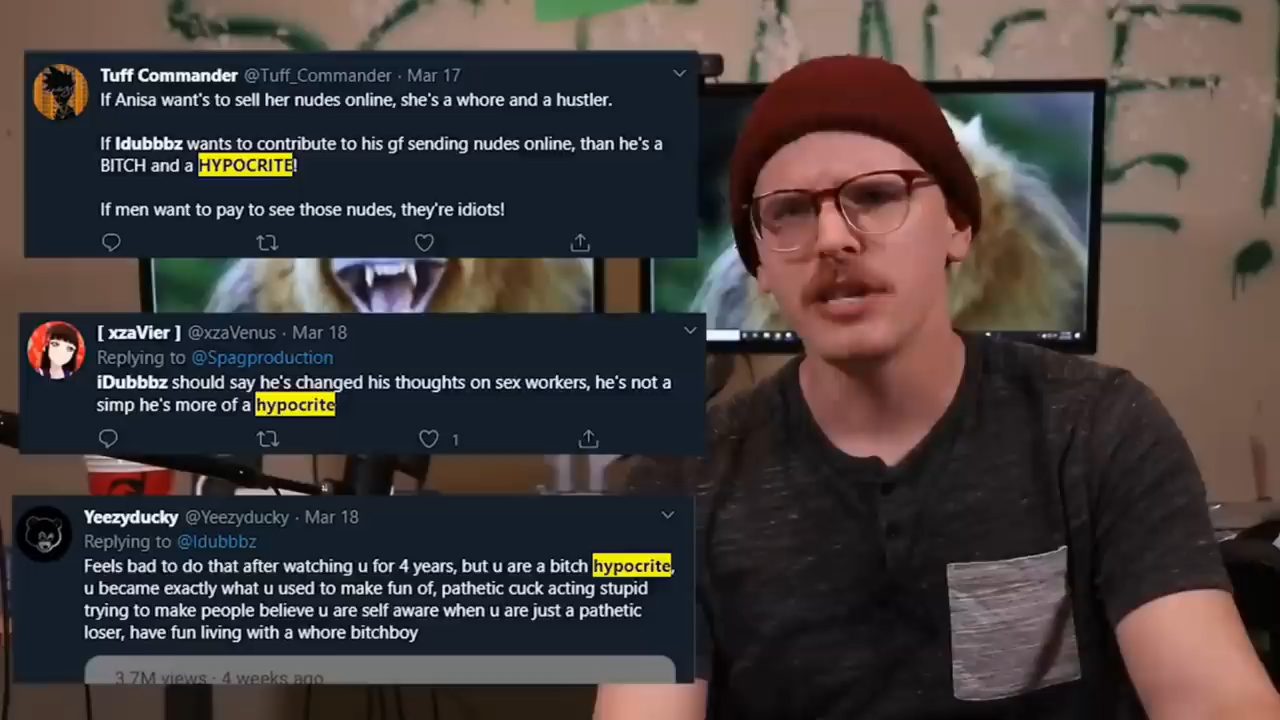 Tuff Commander @Tuff_Commander · Mar 17
If Anisa want's to sell her nudes online, she's a whore and a hustler.
If Idubbbz wants to contribute to his gf sending nudes online, than he's a
BITCH and a HYPOCRITE!
If men want to pay to see those nudes, they're idiots!
[ xzaVier ] @xzaVenus · Mar 18
Replying to @Spagproduction
iDubbbz should say he's changed his thoughts on sex workers, he's not a
simp he's more of a hypocrite
1
Yeezyducky @Yeezyducky · Mar 18
Replying to @Idubbbz
Feels bad to do that after watching u for 4 years, but u are a bitch hypocrite,
u became exactly what u used to make fun of, pathetic cuck acting stupid
trying to make people believe u are self aware when u are just a pathetic
loser, have fun living with a whore bitchboy
3.7M views · 4 weeks ago